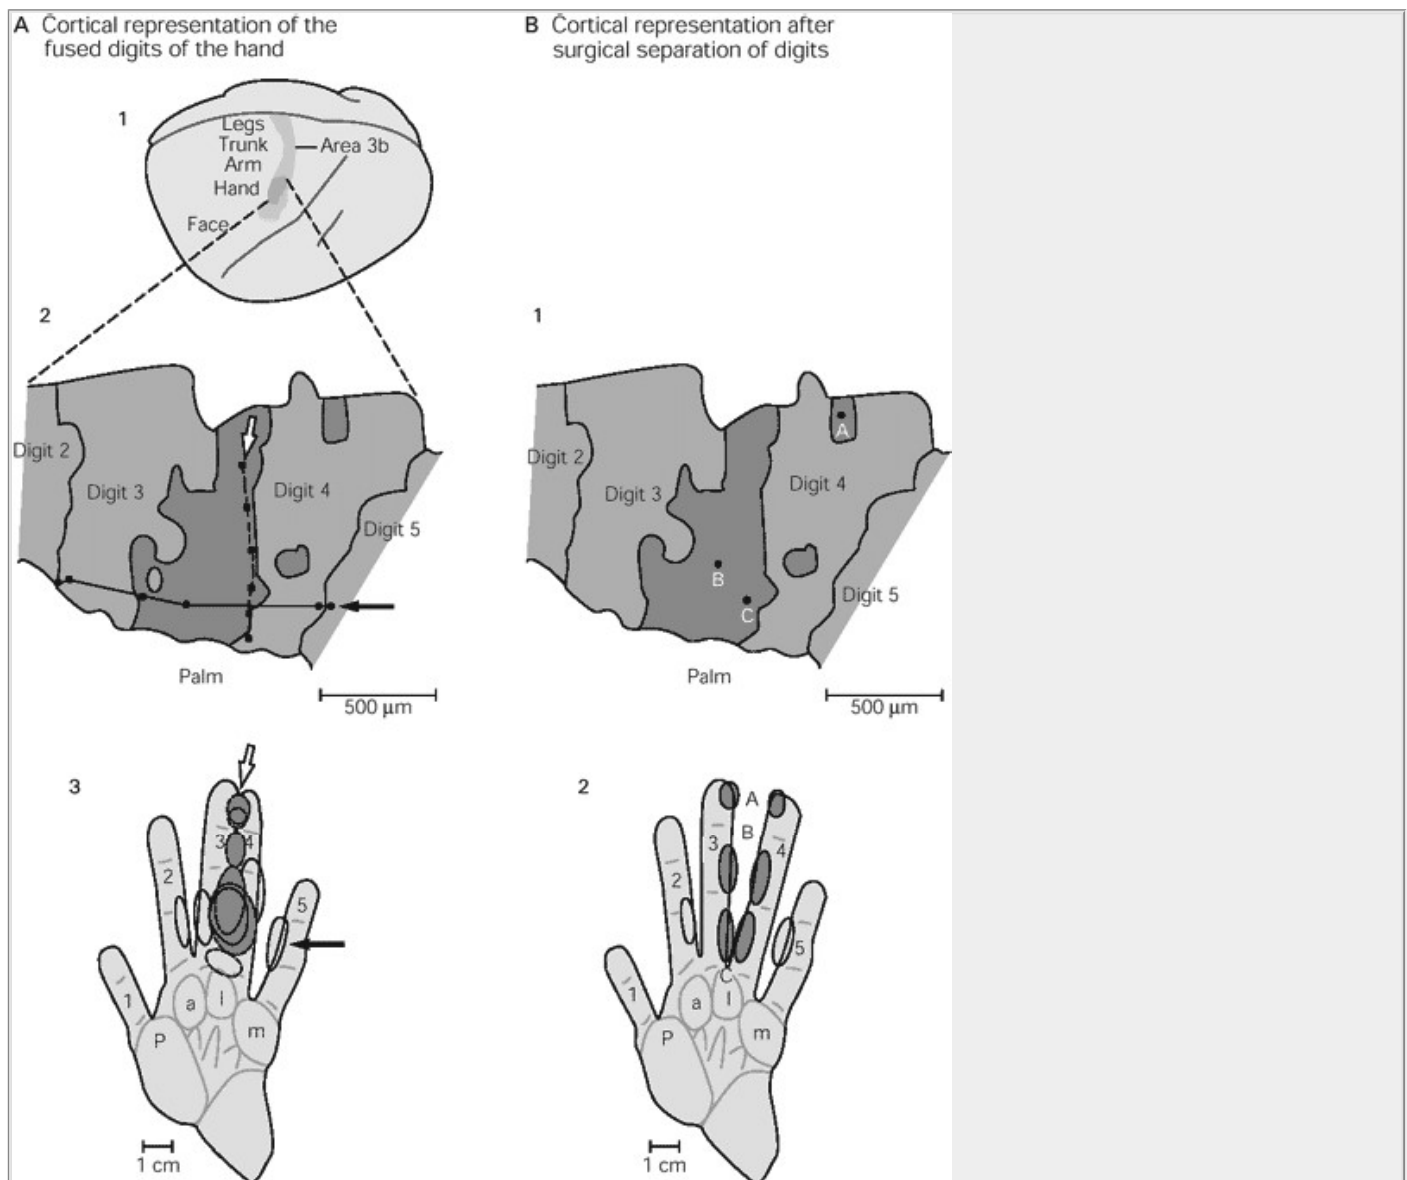 A Cortical representation of the
fused digits of the hand
B Cortical representation after
surgical separation of digits
1
Legs
Trunk
Area 3b
Arm
Hand
Face
2
Digit 2
Digit 3
Digit 4
Digit 5
Palm
500 µm
1
A
Digit 2
Digit 3
Digit 4
B
C
Digit 5
Palm
500 µm
3
3 4
2
5
1
a l
m
P
1 cm
2
A
B
3
4
2
5
C
1
a l
m
P
1 cm